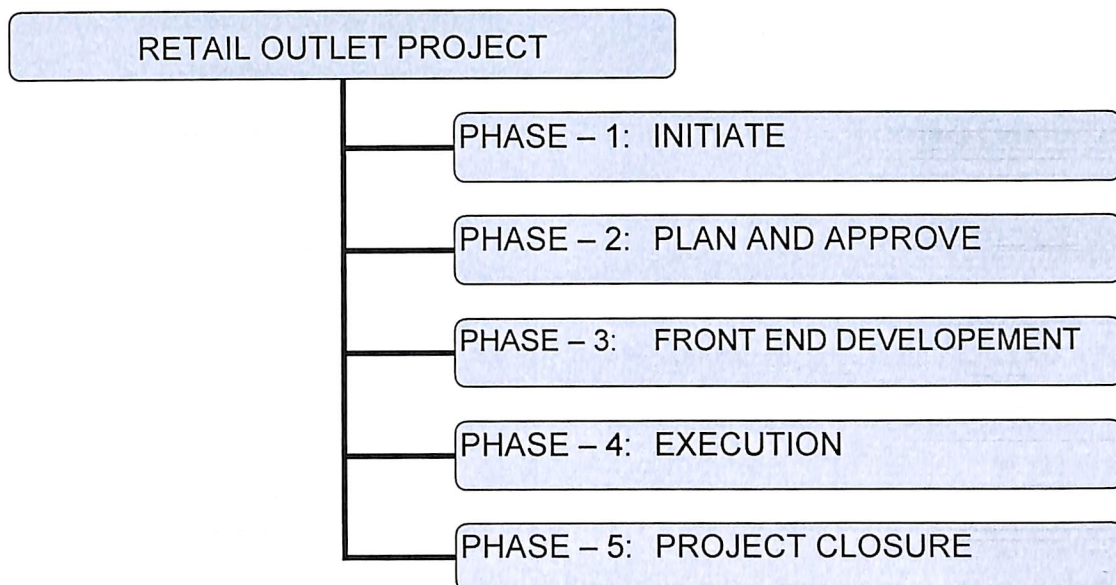 RETAIL OUTLET PROJECT
PHASE – 1: INITIATE
PHASE – 2: PLAN AND APPROVE
PHASE – 3: FRONT END DEVELOPEMENT
PHASE – 4: EXECUTION
PHASE – 5: PROJECT CLOSURE